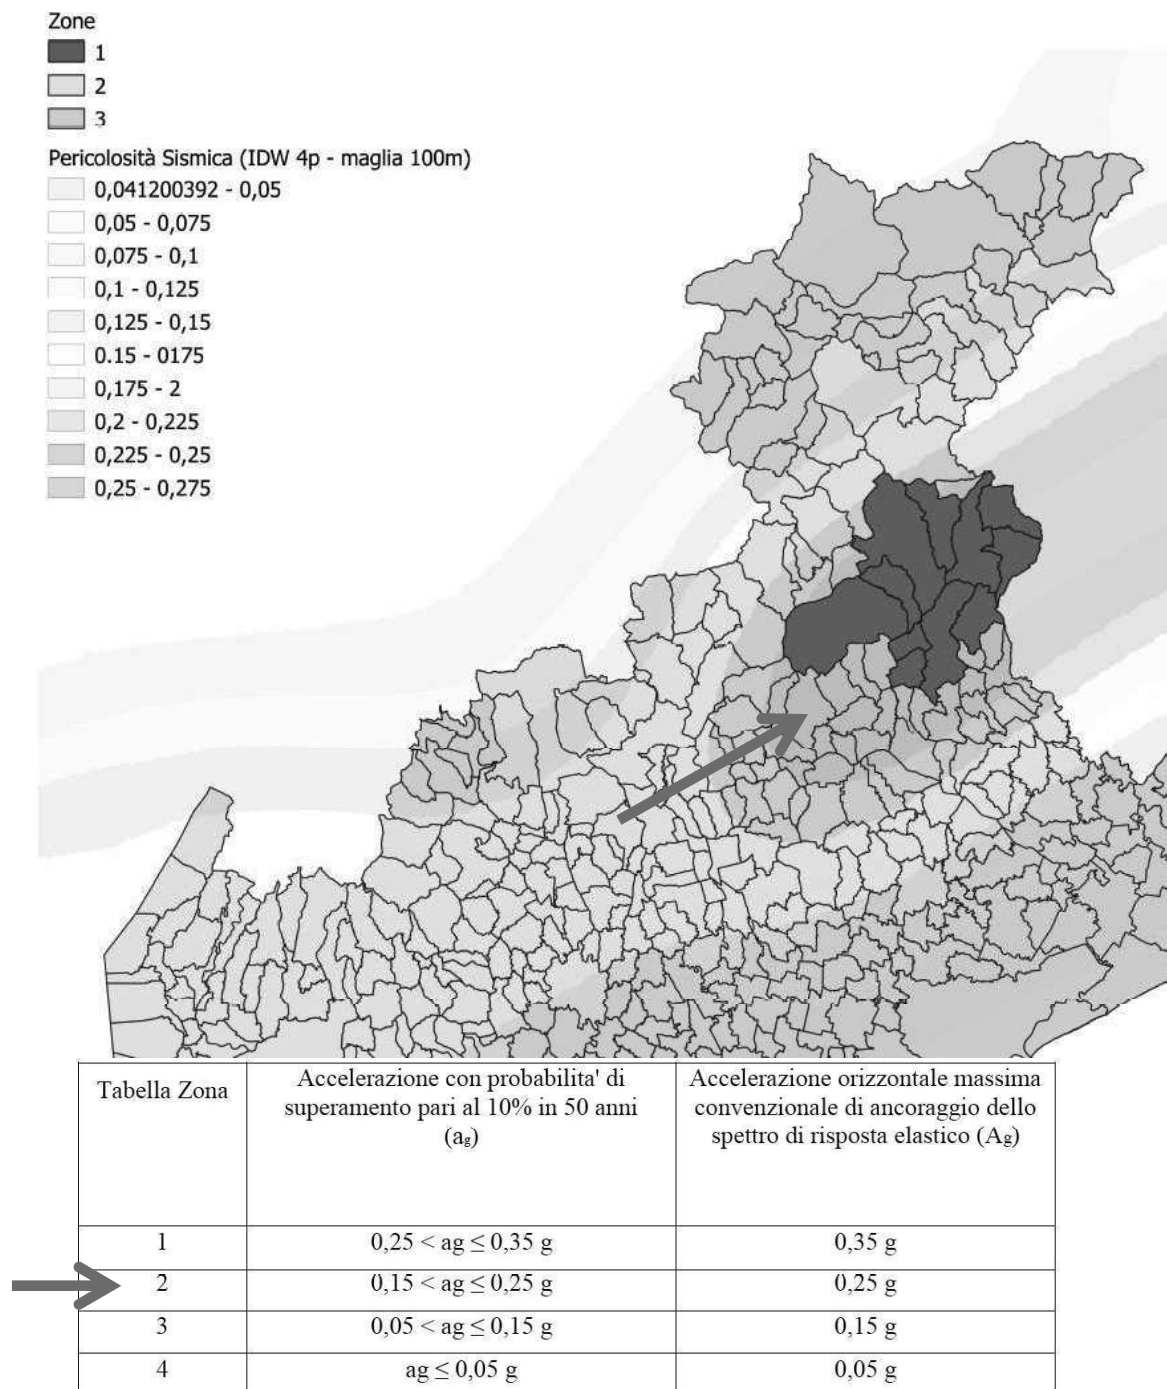 Zone
1
2
3
Pericolosità Sismica (IDW 4p - maglia 100m)
0,041200392 - 0,05
0,05 - 0,075
0,075 - 0,1
0,1 - 0,125
0,125 - 0,15
0.15 - 0175
0,175 - 2
0,2 - 0,225
0,225 - 0,25
0,25 - 0,275
Tabella Zona
Accelerazione con probabilita' di
superamento pari al 10% in 50 anni
(ag)
Accelerazione orizzontale massima
convenzionale di ancoraggio dello
spettro di risposta elastico (Ag)
1
0,25 < ag ≤ 0,35 g
0,35 g
2
0,15 < ag ≤ 0,25 g
0,25 g
3
0,05 < ag ≤ 0,15 g
0,15 g
4
ag ≤ 0,05 g
0,05 g